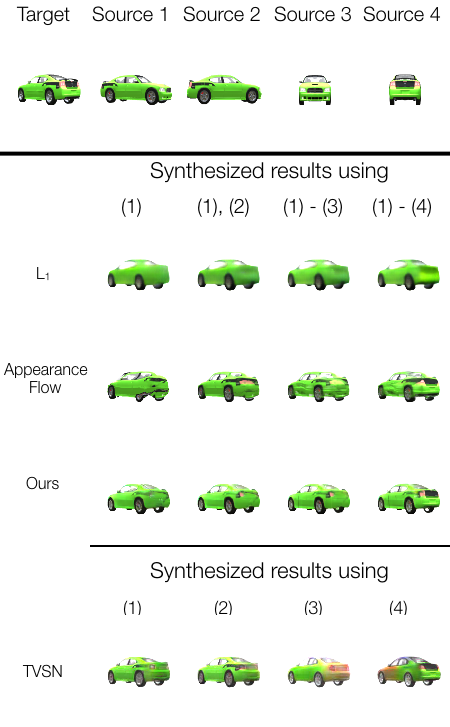 Target Source 1 Source 2 Source 3 Source 4
Synthesized results using
(1) (1), (2) (1) - (3) (1) - (4)
L₁
Appearance
Flow
Ours
Synthesized results using
(1) (2) (3) (4)
TVSN